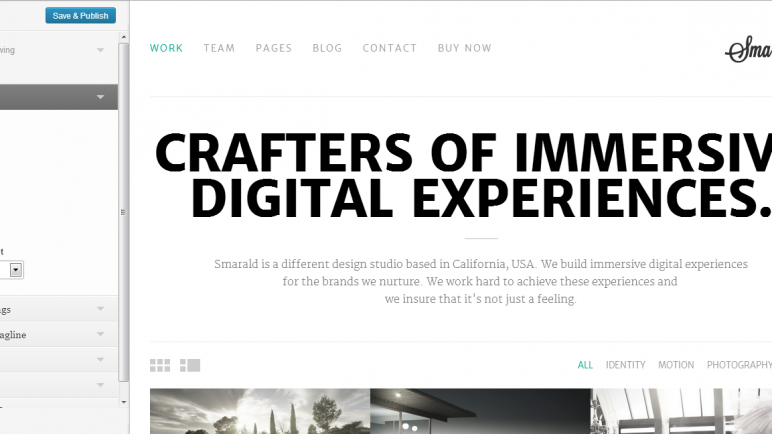 Save & Publish
wing
gs
agline
WORK TEAM PAGES BLOG CONTACT BUY NOW
Sma
CRAFTERS OF IMMERSIV
DIGITAL EXPERIENCES.
Smarald is a different design studio based in California, USA. We build immersive digital experiences
for the brands we nurture. We work hard to achieve these experiences and
we insure that it's not just a feeling.
ALL IDENTITY MOTION PHOTOGRAPHY